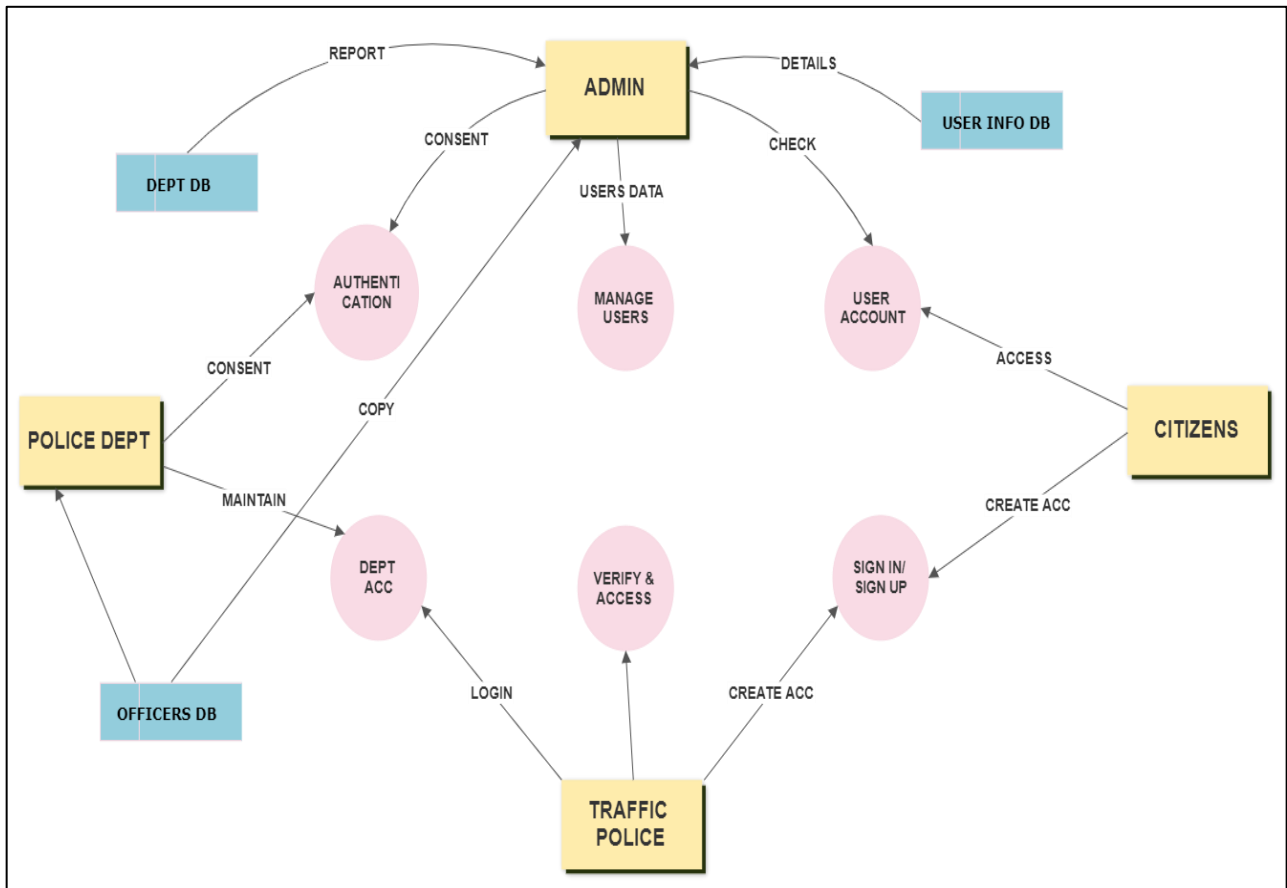 REPORT
ADMIN
DETAILS
USER INFO DB
CONSENT
CHECK
DEPT DB
USERS DATA
AUTHENTI
CATION
MANAGE
USERS
USER
ACCOUNT
CONSENT
ACCESS
COPY
POLICE DEPT
CITIZENS
MAINTAIN
CREATE ACC
DEPT
ACC
VERIFY &
ACCESS
SIGN IN/
SIGN UP
LOGIN
CREATE ACC
OFFICERS DB
TRAFFIC
POLICE